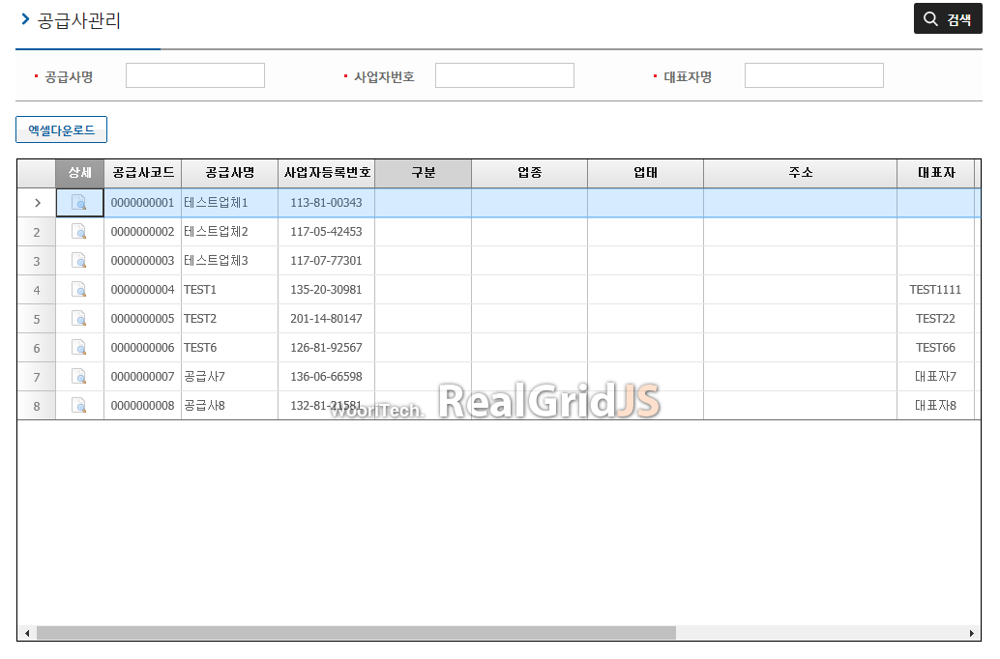 공급사관리
검색
공급사명 사업자번호 대표자명
엑셀다운로드
상세 공급사코드 공급사명 사업자등록번호 구분 업종 업태 주소 대표자
0000000001 테스트업체1 113-81-00343
2 0000000002 테스트업체2 117-05-42453
3 0000000003 테스트업체3 117-07-77301
4 0000000004 TEST1 135-20-30981 TEST1111
5 0000000005 TEST2 201-14-80147 TEST22
6 0000000006 TEST6 126-81-92567 TEST66
7 0000000007 공급사7 136-06-66598 대표자7
8 0000000008 공급사8 132-81-21581 대표자8
wooriTech. RealGridJS